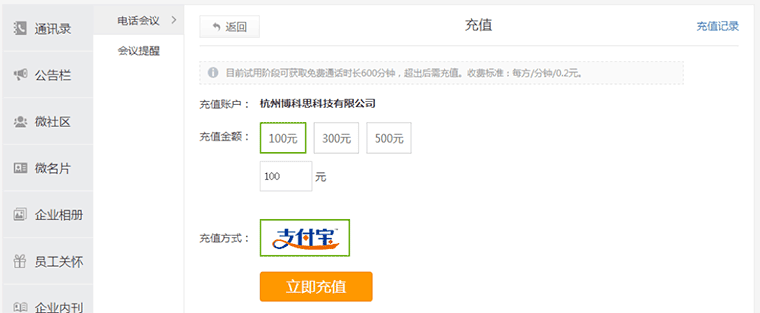 通讯录
公告栏
微社区
微名片
企业相册
员工关怀
企业内刊
电话会议
会议提醒
返回
充值
充值记录
目前试用阶段可获取免费通话时长600分钟，超出后需充值。收费标准：每方/分钟/0.2元。
充值账户： 杭州博科思科技有限公司
充值金额： 100元 300元 500元
100 元
充值方式： 支付宝
立即充值